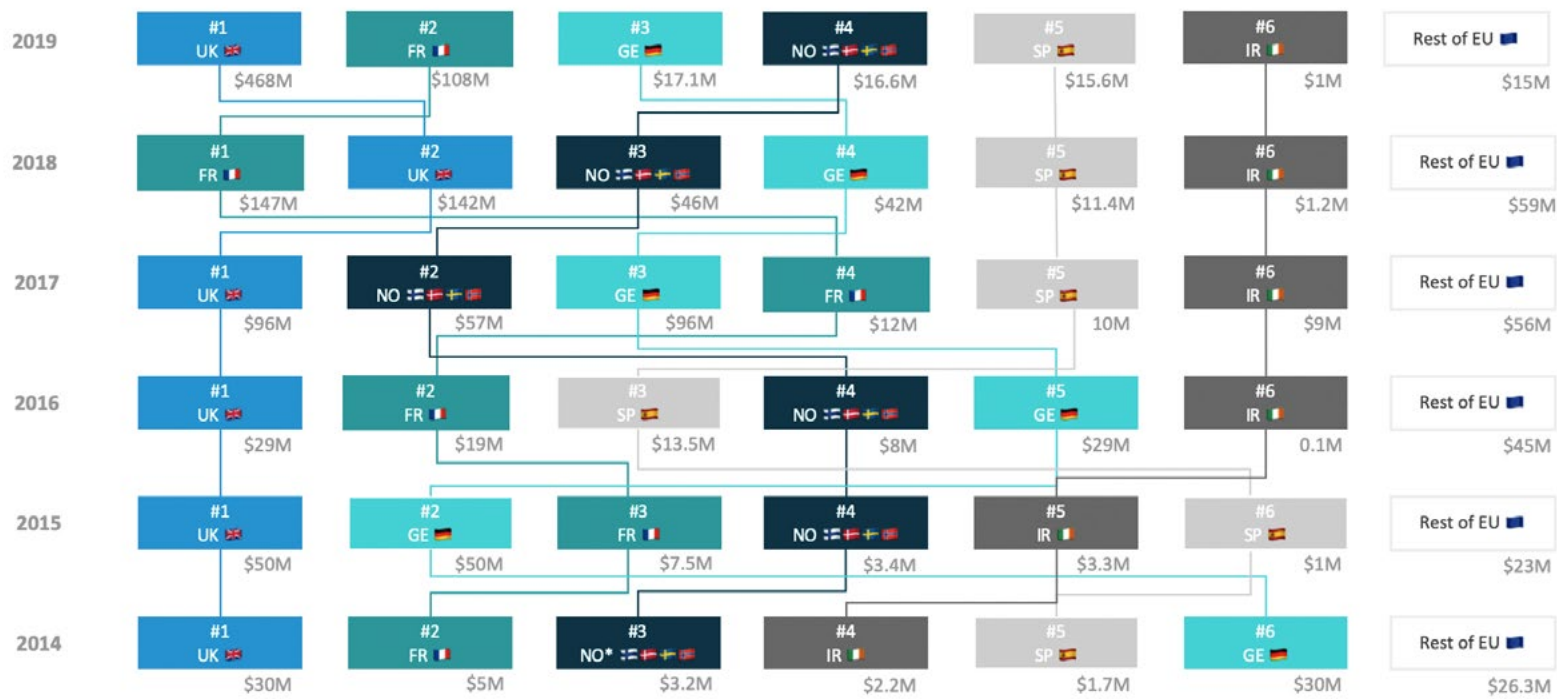 2019
#1
UK
$468M
#2
FR
$108M
#3
GE
$17.1M
#4
NO
$16.6M
#5
SP
$15.6M
#6
IR
$1M
Rest of EU
$15M
2018
#1
FR
$147M
#2
UK
$142M
#3
NO
$46M
#4
GE
$42M
#5
SP
$11.4M
#6
IR
$1.2M
Rest of EU
$59M
2017
#1
UK
$96M
#2
NO
$57M
#3
GE
$96M
#4
FR
$12M
#5
SP
10M
#6
IR
$9M
Rest of EU
$56M
2016
#1
UK
$29M
#2
FR
$19M
#3
SP
$13.5M
#4
NO
$8M
#5
GE
$29M
#6
IR
0.1M
Rest of EU
$45M
2015
#1
UK
$50M
#2
GE
$50M
#3
FR
$7.5M
#4
NO
$3.4M
#5
IR
$3.3M
#6
SP
$1M
Rest of EU
$23M
2014
#1
UK
$30M
#2
FR
$5M
#3
NO*
$3.2M
#4
IR
$2.2M
#5
SP
$1.7M
#6
GE
$30M
Rest of EU
$26.3M